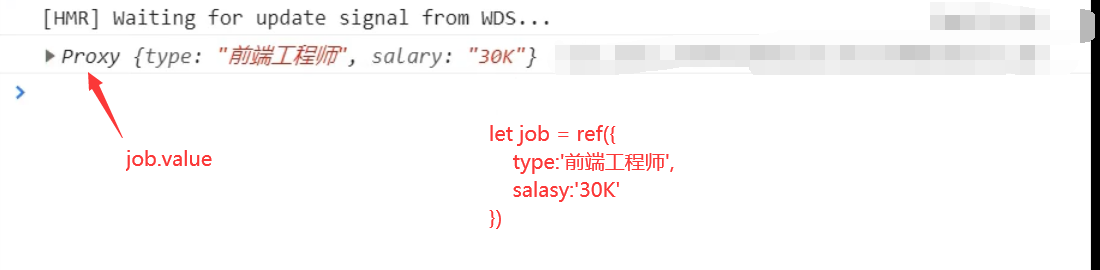 [HMR] Waiting for update signal from WDS...
▶ Proxy {type: "前端工程师", salary: "30K"}
>
job.value
let job = ref({
type:'前端工程师',
salasy:'30K'
})